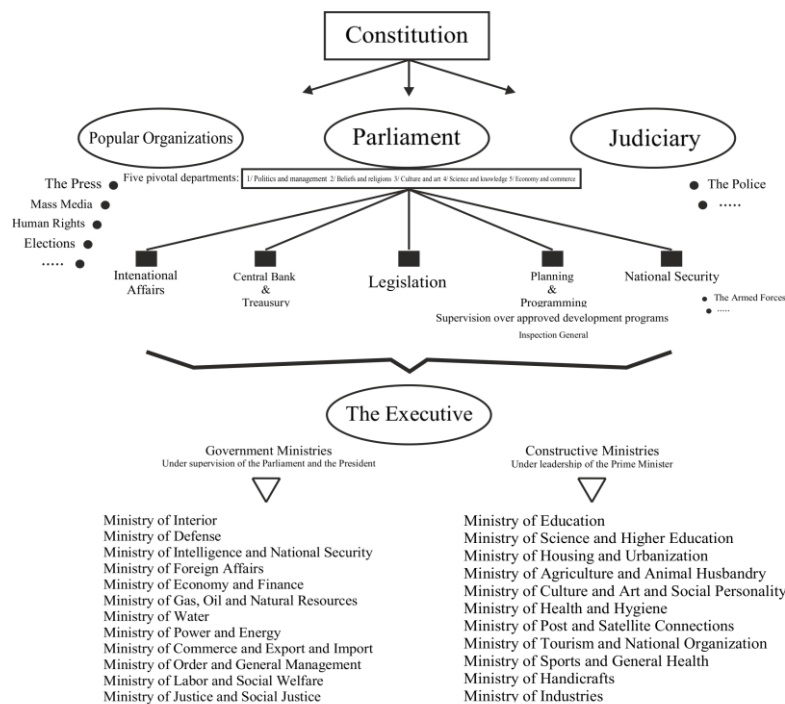 Constitution
Popular Organizations
Parliament
Judiciary
Five pivotal departments:
1/ Politics and management 2/ Beliefs and religions 3/ Culture and art 4/ Science and knowledge 5/ Economy and commerce
The Press
Mass Media
Human Rights
Elections
.....
The Police
.....
Intenational
Affairs
Central Bank
&
Treausury
Legislation
Planning
&
Programming
National Security
Supervision over approved development programs
Inspection General
The Armed Forces
.....
The Executive
Government Ministries
Under supervision of the Parliament and the President
Constructive Ministries
Under leadership of the Prime Minister
Ministry of Interior
Ministry of Defense
Ministry of Intelligence and National Security
Ministry of Foreign Affairs
Ministry of Economy and Finance
Ministry of Gas, Oil and Natural Resources
Ministry of Water
Ministry of Power and Energy
Ministry of Commerce and Export and Import
Ministry of Order and General Management
Ministry of Labor and Social Welfare
Ministry of Justice and Social Justice
Ministry of Education
Ministry of Science and Higher Education
Ministry of Housing and Urbanization
Ministry of Agriculture and Animal Husbandry
Ministry of Culture and Art and Social Personality
Ministry of Health and Hygiene
Ministry of Post and Satellite Connections
Ministry of Tourism and National Organization
Ministry of Sports and General Health
Ministry of Handicrafts
Ministry of Industries